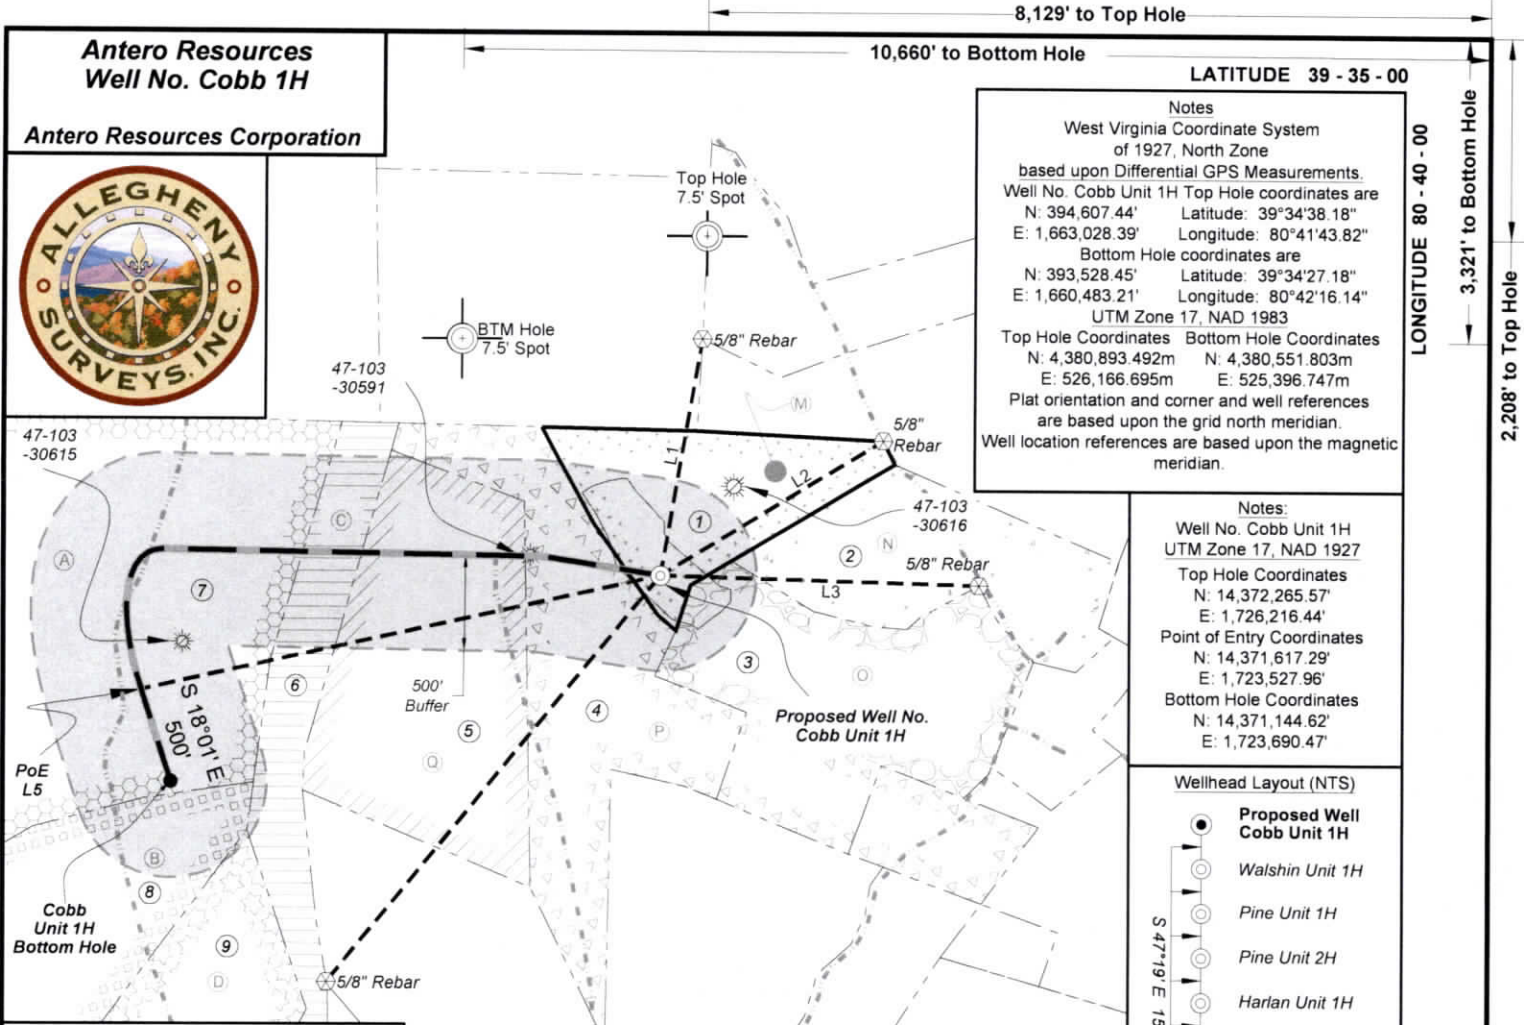 8,129' to Top Hole
10,660' to Bottom Hole
LATITUDE 39 - 35 - 00
Antero Resources
Well No. Cobb 1H
Antero Resources Corporation
ALLEGHENY
SURVEYS, INC.
Notes
West Virginia Coordinate System
of 1927, North Zone
based upon Differential GPS Measurements.
Well No. Cobb Unit 1H Top Hole coordinates are
N: 394,607.44' Latitude: 39°34'38.18"
E: 1,663,028.39' Longitude: 80°41'43.82"
Bottom Hole coordinates are
N: 393,528.45' Latitude: 39°34'27.18"
E: 1,660,483.21' Longitude: 80°42'16.14"
UTM Zone 17, NAD 1983
Top Hole Coordinates Bottom Hole Coordinates
N: 4,380,893.492m N: 4,380,551.803m
E: 526,166.695m E: 525,396.747m
Plat orientation and corner and well references
are based upon the grid north meridian.
Well location references are based upon the magnetic
meridian.
LONGITUDE 80 - 40 - 00
3,321' to Bottom Hole
2,208' to Top Hole
Top Hole
7.5' Spot
BTM Hole
7.5' Spot
5/8" Rebar
47-103
-30591
47-103
-30615
M
5/8"
Rebar
L1
L2
47-103
-30616
1
2
N
5/8" Rebar
L3
C
A
7
3
O
6
500'
Buffer
5
4
P
Q
Proposed Well No.
Cobb Unit 1H
S 18°01' E
500'
PoE
L5
B
8
Cobb
Unit 1H
Bottom Hole
9
D
5/8" Rebar
Notes:
Well No. Cobb Unit 1H
UTM Zone 17, NAD 1927
Top Hole Coordinates
N: 14,372,265.57'
E: 1,726,216.44'
Point of Entry Coordinates
N: 14,371,617.29'
E: 1,723,527.96'
Bottom Hole Coordinates
N: 14,371,144.62'
E: 1,723,690.47'
Wellhead Layout (NTS)
Proposed Well
Cobb Unit 1H
Walshin Unit 1H
Pine Unit 1H
Pine Unit 2H
Harlan Unit 1H
S 47°19' E 15